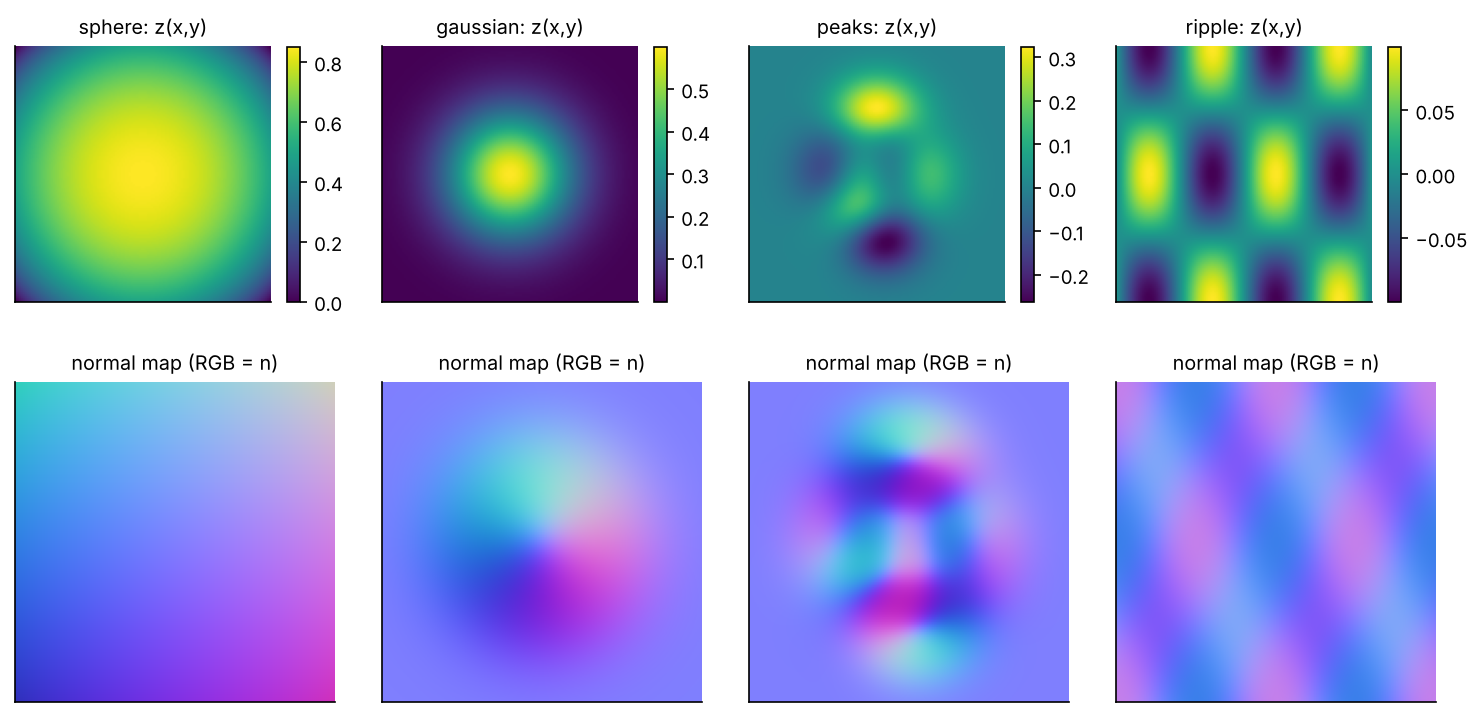 sphere: z(x,y)
gaussian: z(x,y)
peaks: z(x,y)
ripple: z(x,y)
0.8
0.6
0.4
0.2
0.0
0.5
0.4
0.3
0.2
0.1
0.3
0.2
0.1
0.0
−0.1
−0.2
0.05
0.00
−0.05
normal map (RGB = n)
normal map (RGB = n)
normal map (RGB = n)
normal map (RGB = n)